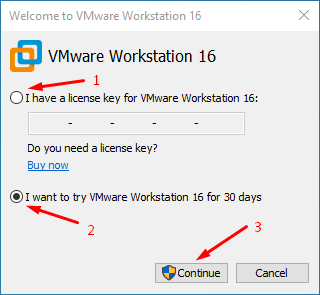 Welcome to VMware Workstation 16
VMware Workstation 16
1
I have a license key for VMware Workstation 16:
- - - -
Do you need a license key?
Buy now
I want to try VMware Workstation 16 for 30 days
2
3
Continue Cancel